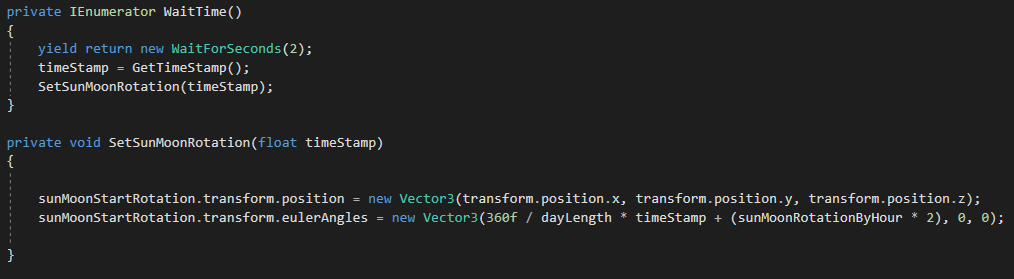 private IEnumerator WaitTime()
{
yield return new WaitForSeconds(2);
timeStamp = GetTimeStamp();
SetSunMoonRotation(timeStamp);
}
private void SetSunMoonRotation(float timeStamp)
{
sunMoonStartRotation.transform.position = new Vector3(transform.position.x, transform.position.y, transform.position.z);
sunMoonStartRotation.transform.eulerAngles = new Vector3(360f / dayLength * timeStamp + (sunMoonRotationByHour * 2), 0, 0);
}